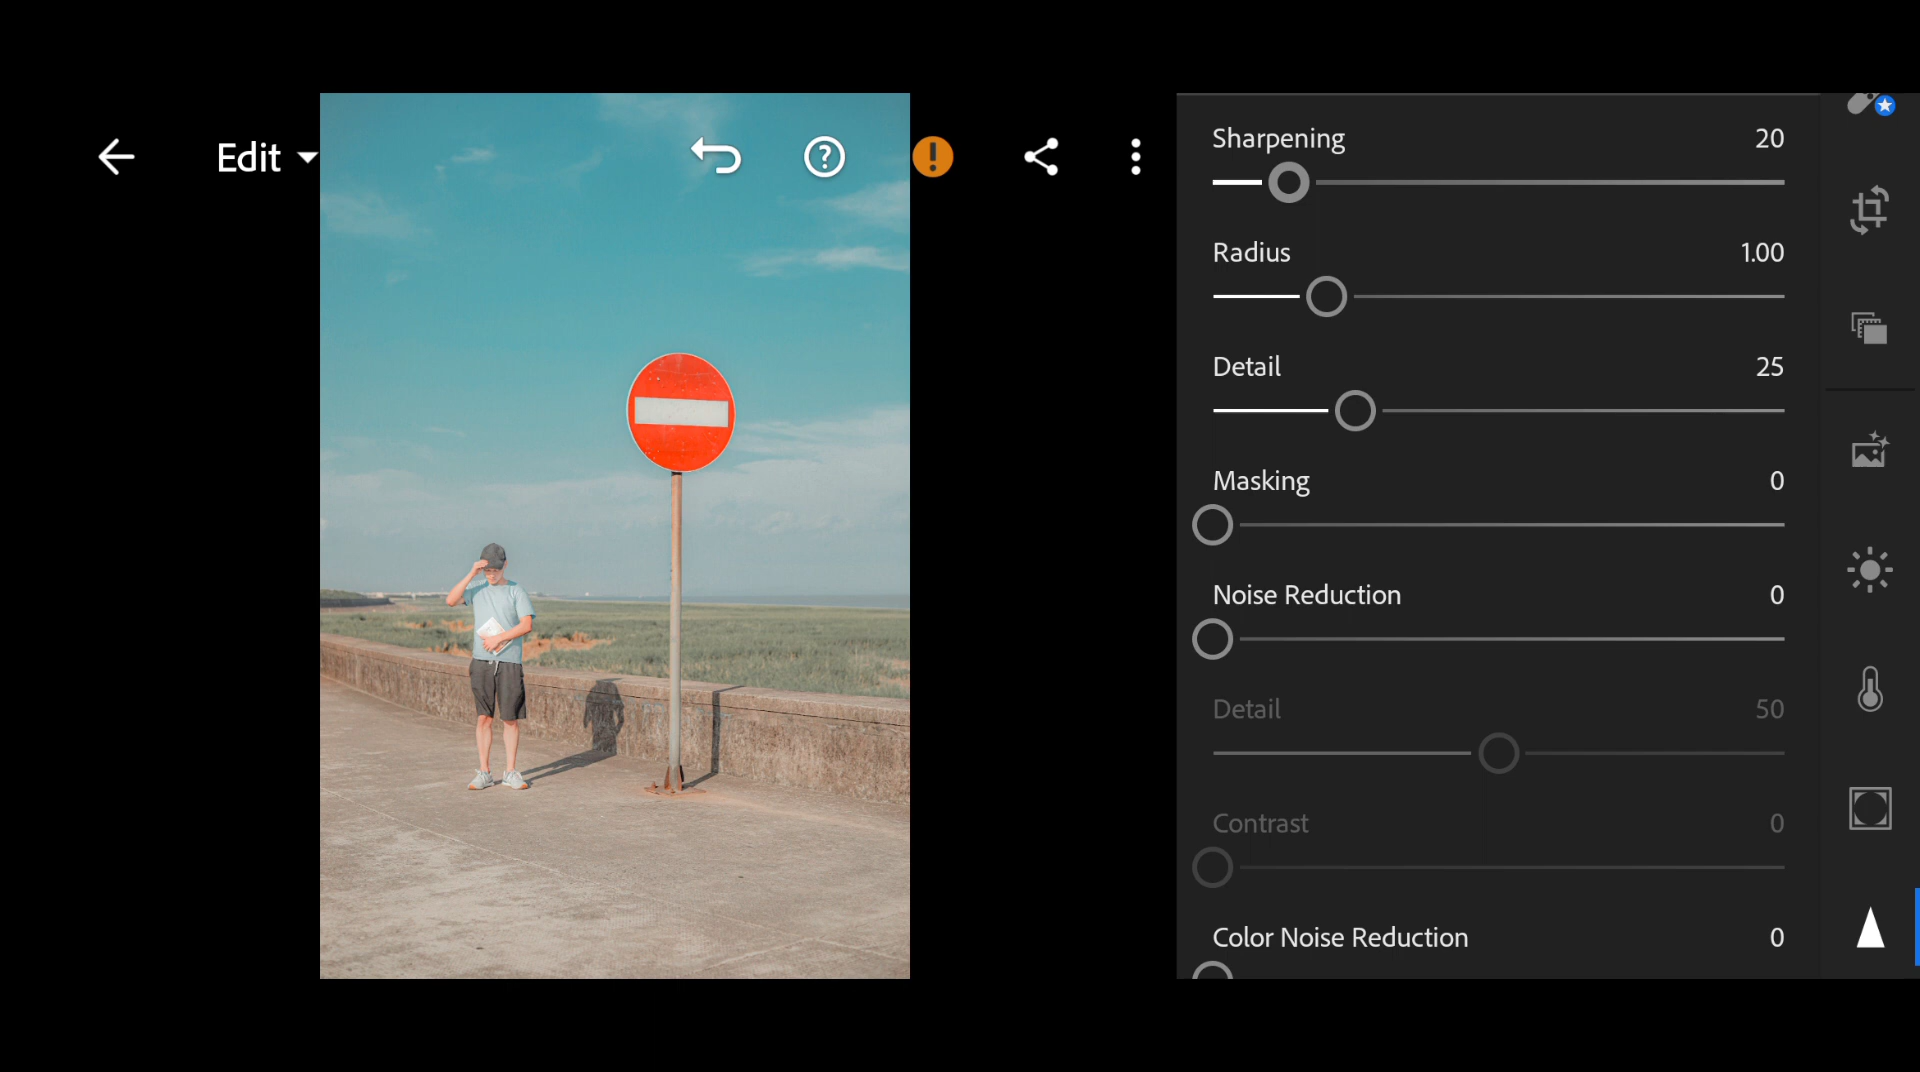 Edit
Sharpening 20
Radius 1.00
Detail 25
Masking 0
Noise Reduction 0
Detail 50
Contrast 0
Color Noise Reduction 0